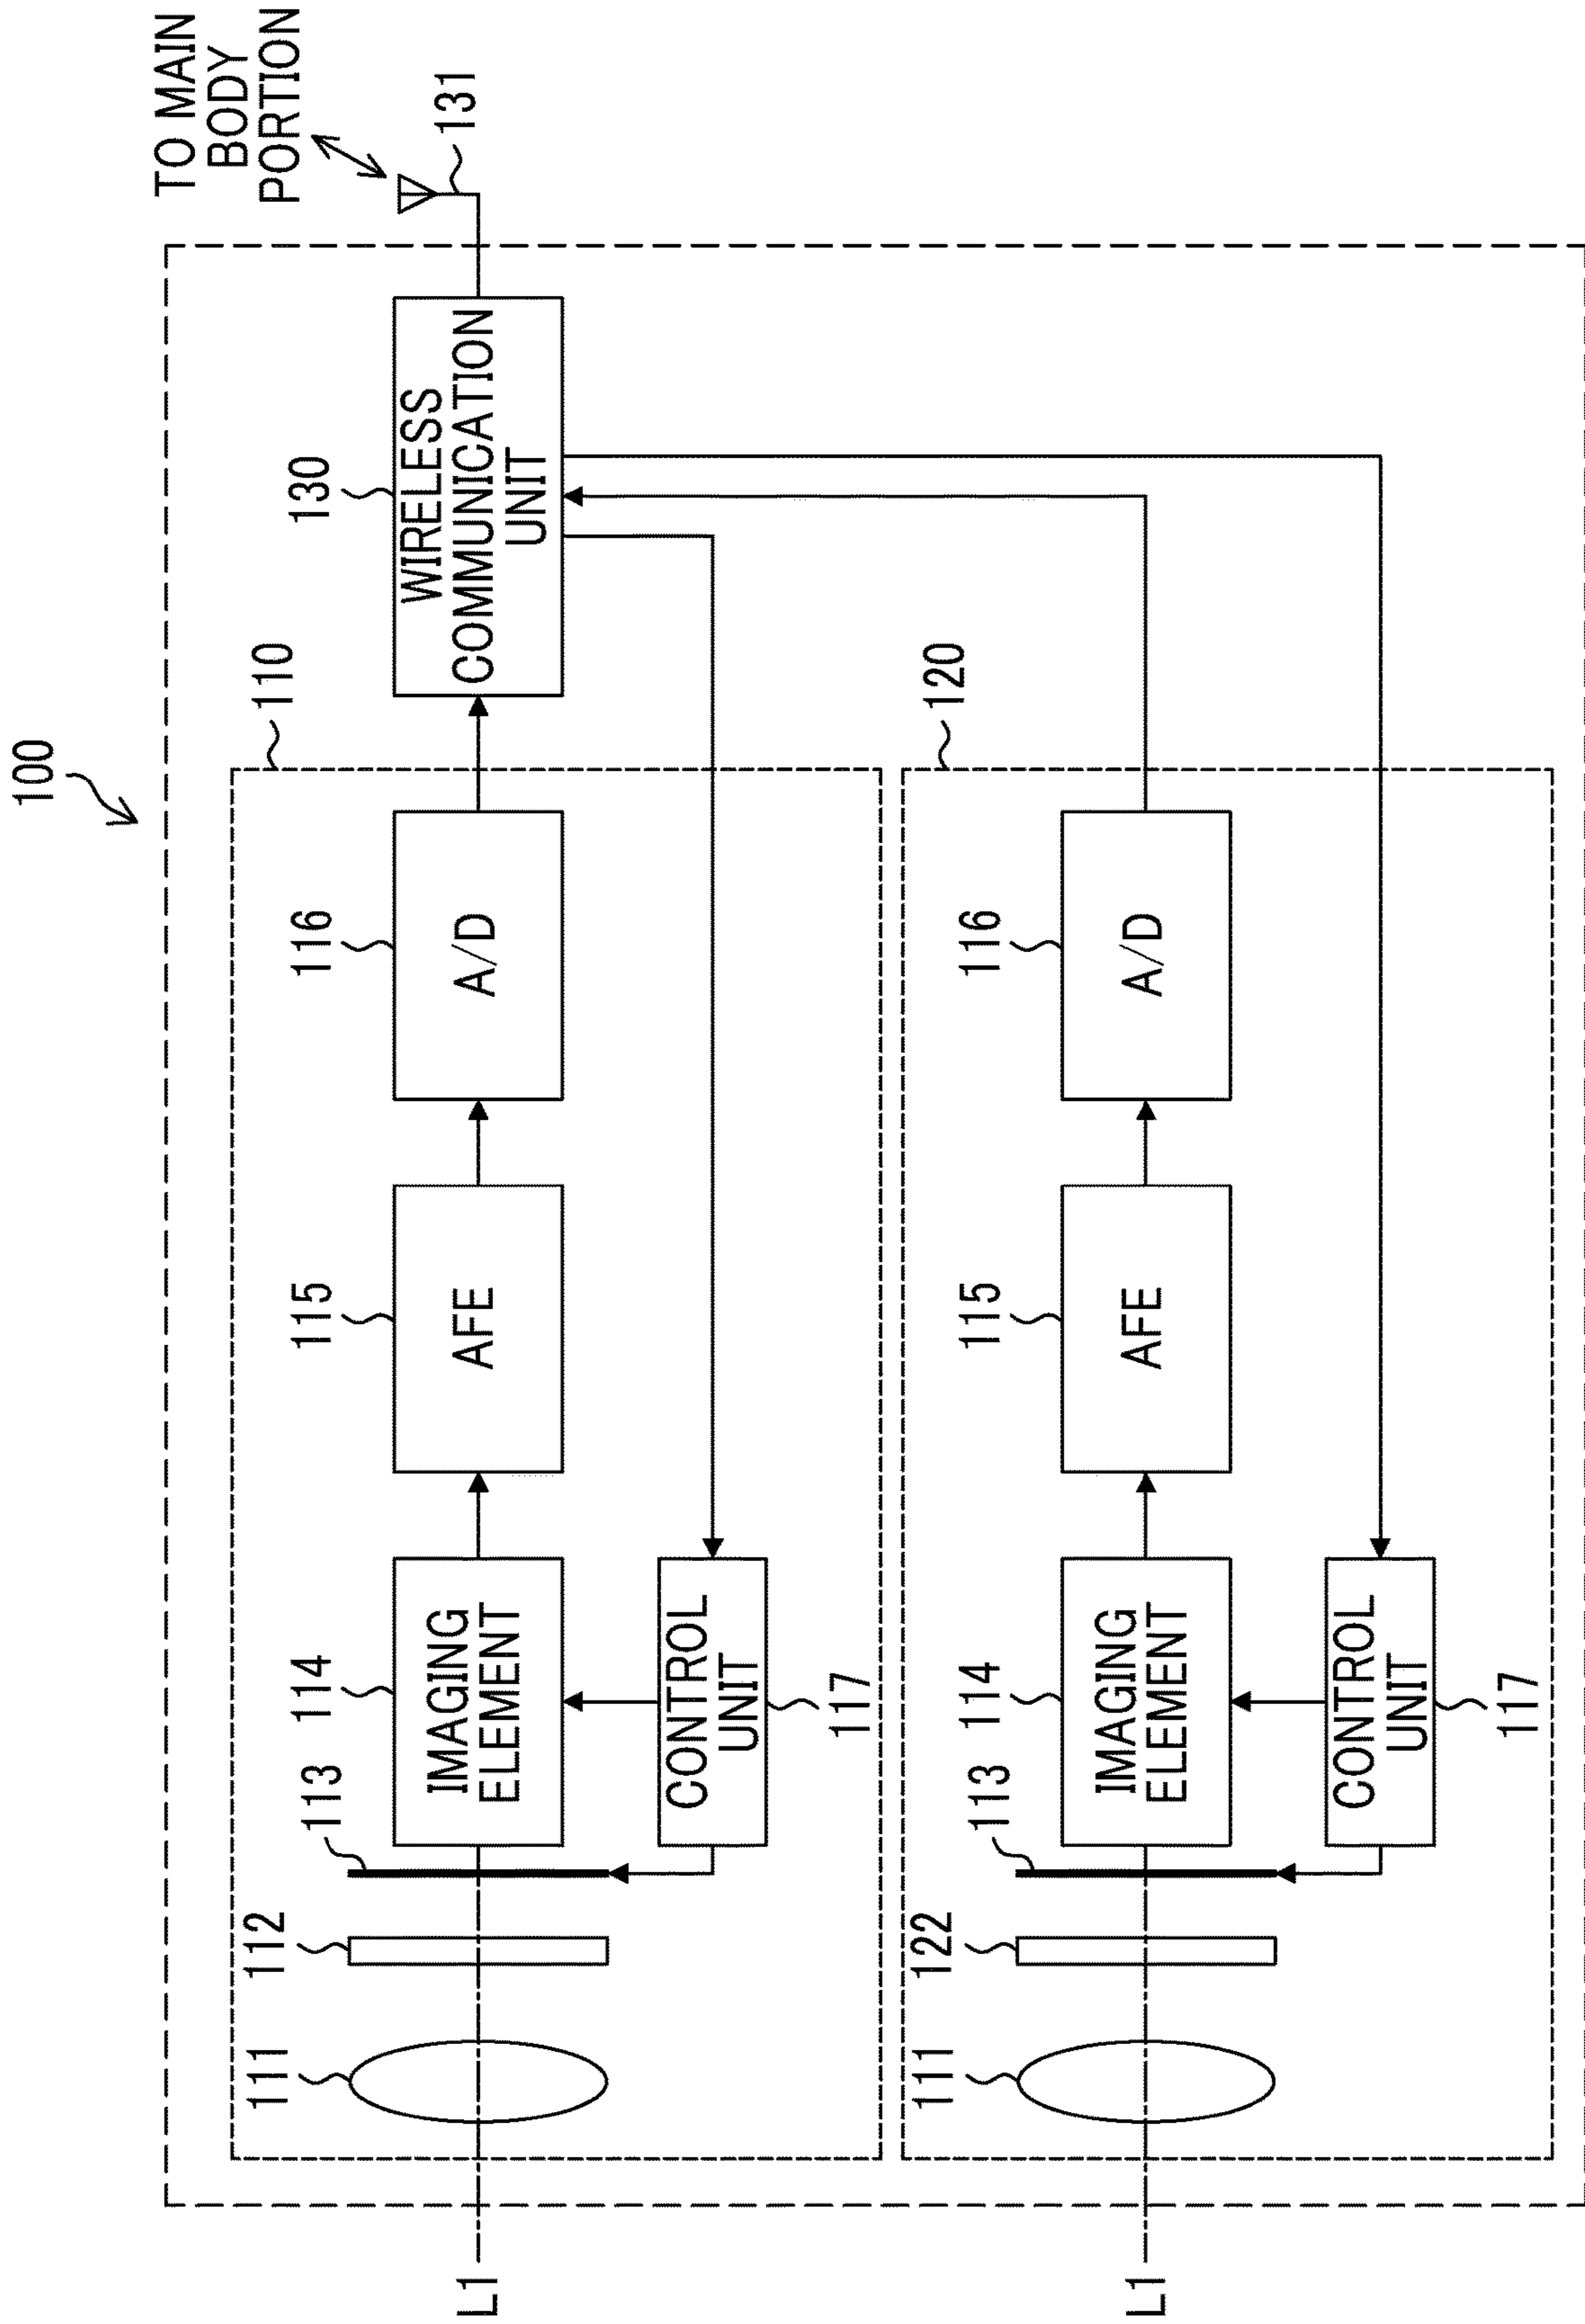 100
TO MAIN
BODY
PORTION
131
110
130
WIRELESS
COMMUNICATION
UNIT
111
112
113
114
IMAGING
ELEMENT
115
AFE
116
A/D
CONTROL
UNIT
117
L1
120
111
122
113
114
IMAGING
ELEMENT
115
AFE
116
A/D
CONTROL
UNIT
117
L1